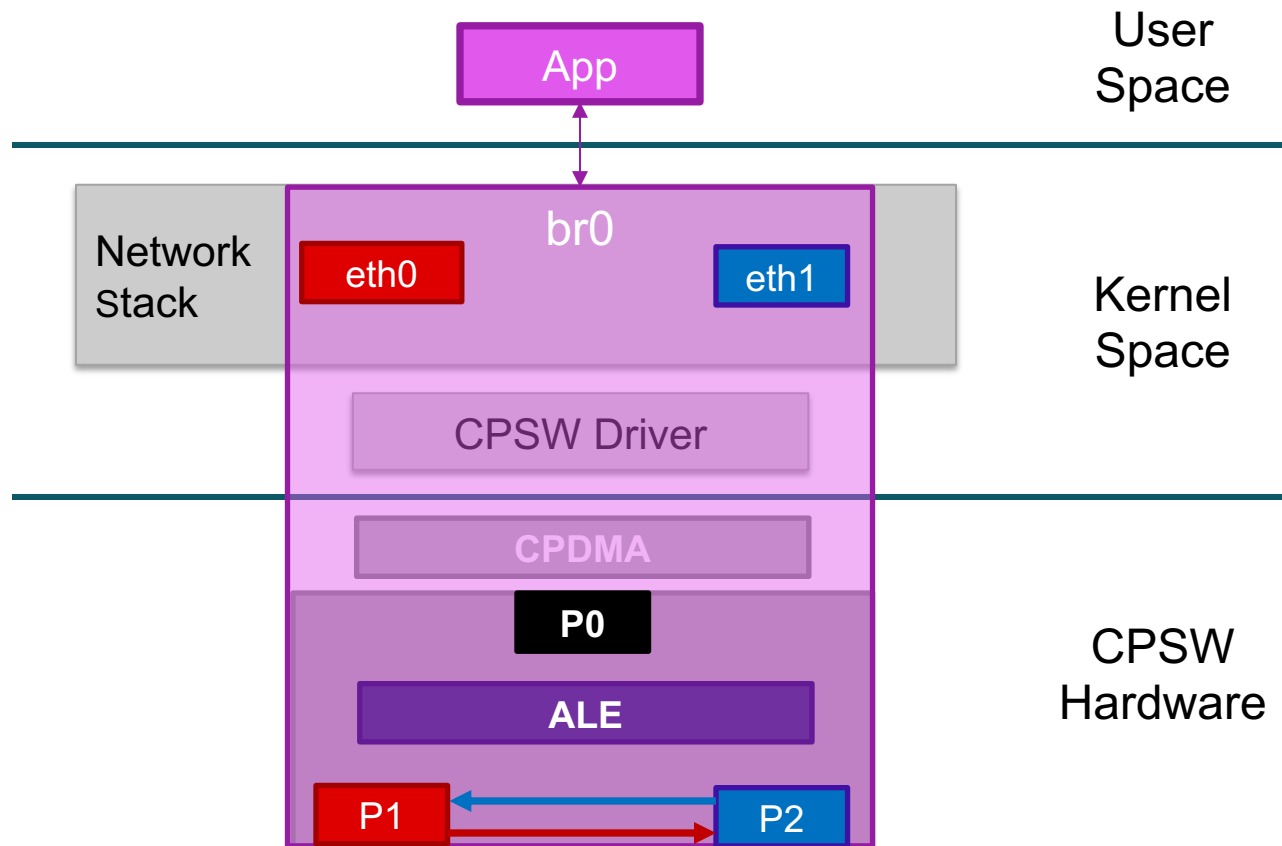 App
User
Space
br0
Network
Stack
eth0
eth1
Kernel
Space
CPSW Driver
CPDMA
P0
CPSW
Hardware
ALE
P1
P2